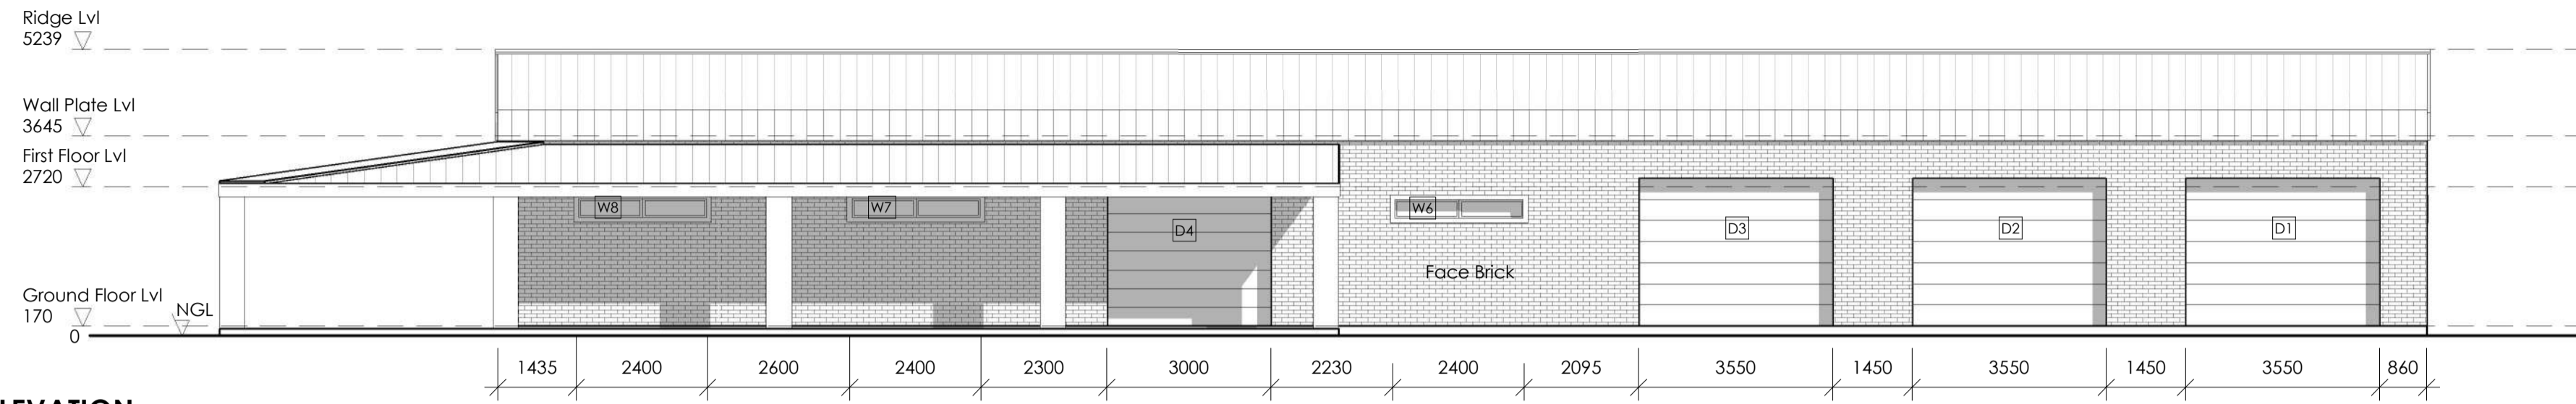 Ridge Lvl
5239
Wall Plate Lvl
3645
First Floor Lvl
2720
W8
W7
W6
D4
D3
D2
D1
Face Brick
Ground Floor Lvl
170
NGL
0
1435 2400 2600 2400 2300 3000 2230 2400 2095 3550 1450 3550 1450 3550 860